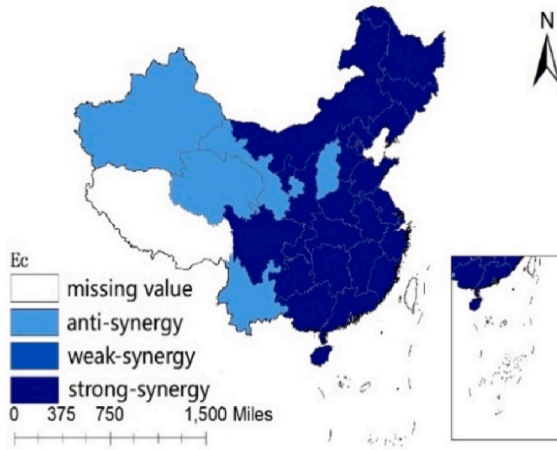 N
Ec
missing value
anti-synergy
weak-synergy
strong-synergy
0 375 750 1,500 Miles